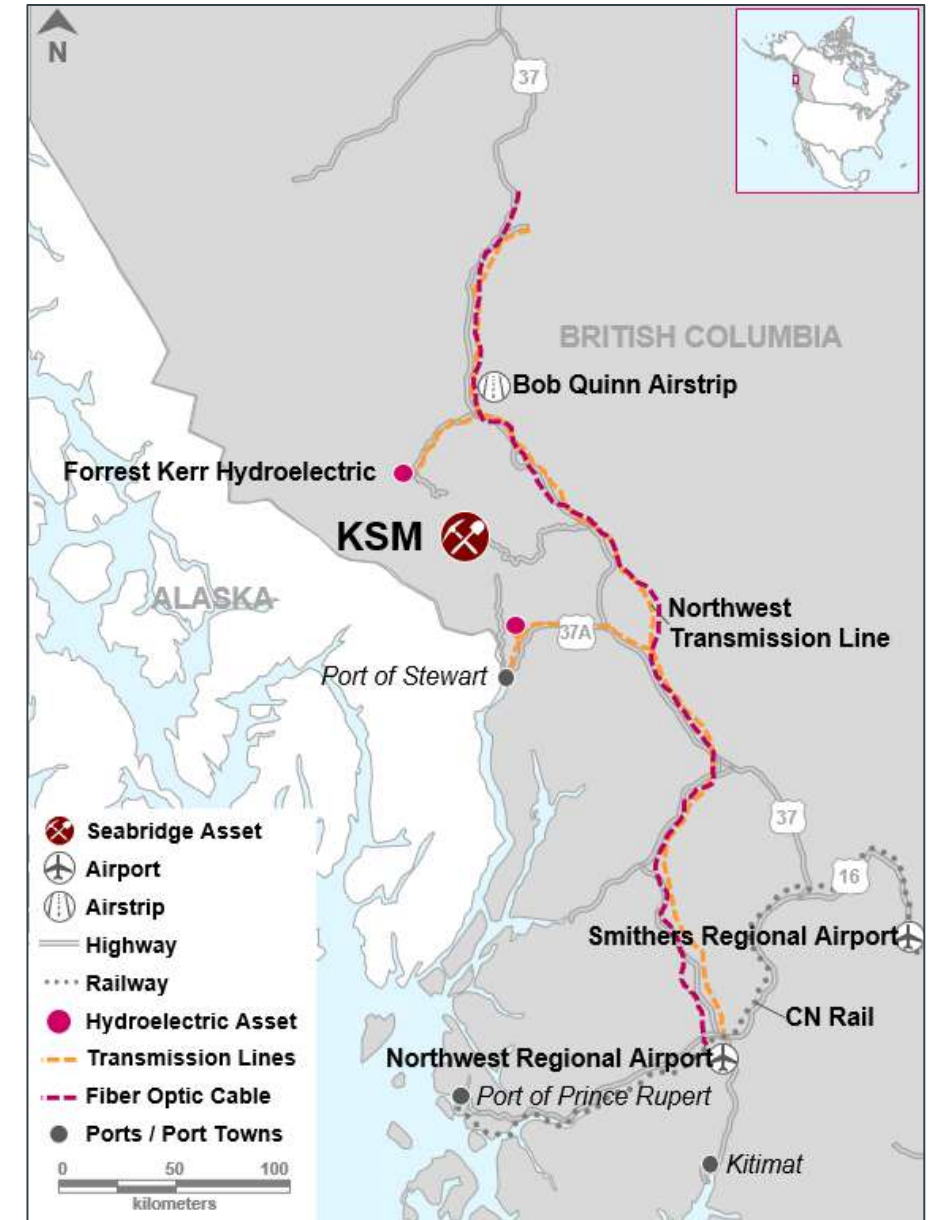 N
37
BRITISH COLUMBIA
Bob Quinn Airstrip
Forrest Kerr Hydroelectric
KSM
ALASKA
Northwest
Transmission Line
37A
Port of Stewart
37
16
Smithers Regional Airport
CN Rail
Northwest Regional Airport
Port of Prince Rupert
Kitimat
Seabridge Asset
Airport
Airstrip
Highway
Railway
Hydroelectric Asset
Transmission Lines
Fiber Optic Cable
Ports / Port Towns
0 50 100
kilometers